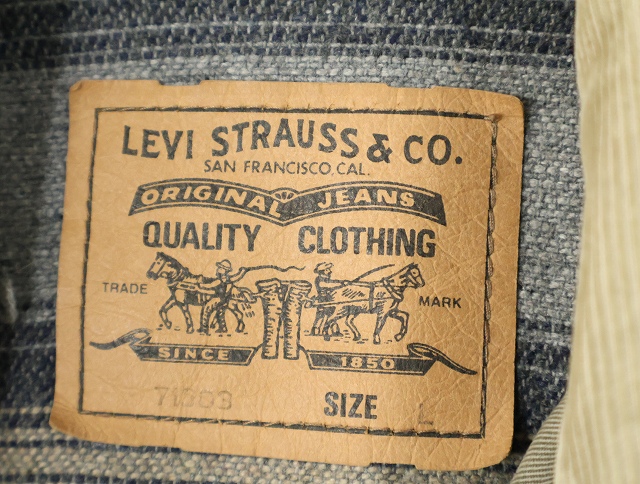 LEVI STRAUSS & CO.
SAN FRANCISCO, CAL.
ORIGINAL JEANS
QUALITY CLOTHING
TRADE MARK
SINCE 1850
SIZE L